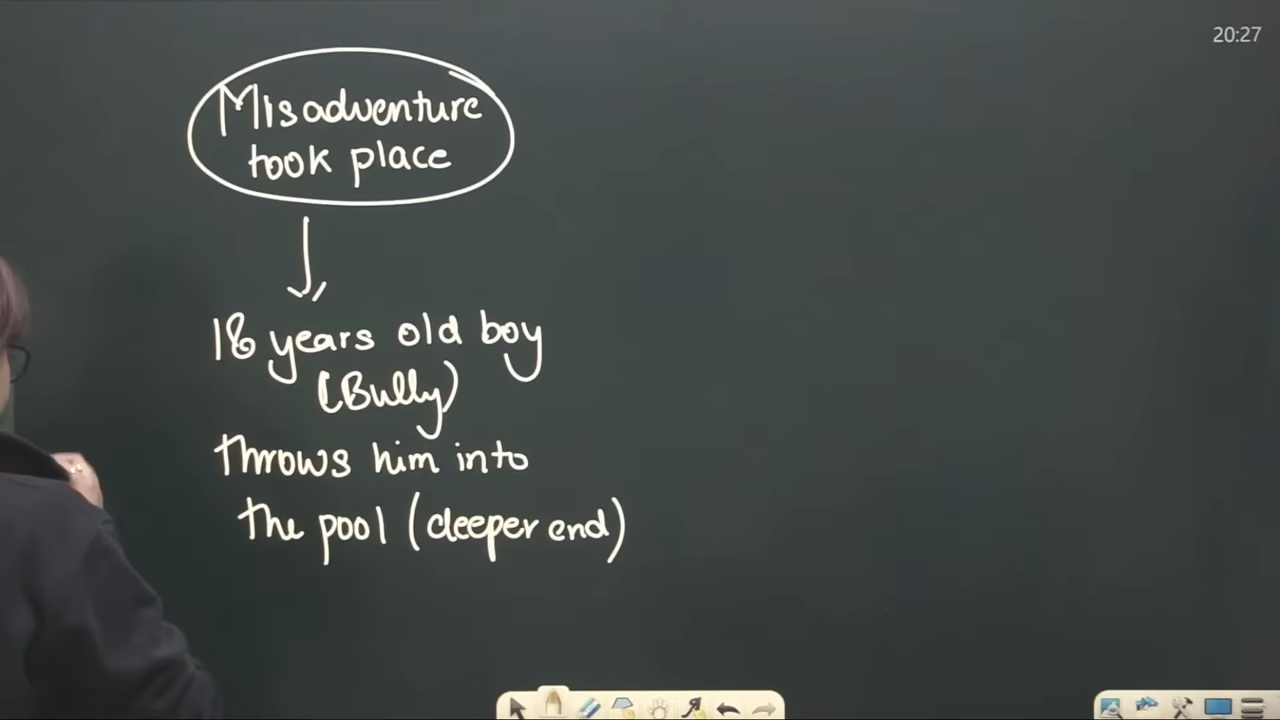 20:27
Misadventure
took place
18 years old boy
(Bully)
throws him into
the pool (deeper end)